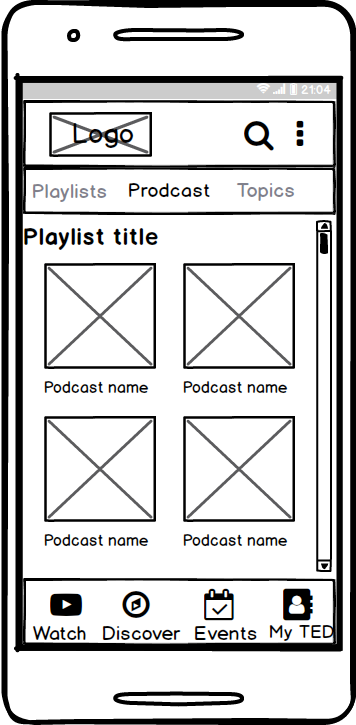 21:04
Logo
Playlists Prodcast Topics
Playlist title
Podcast name Podcast name
Podcast name Podcast name
Watch Discover Events My TED